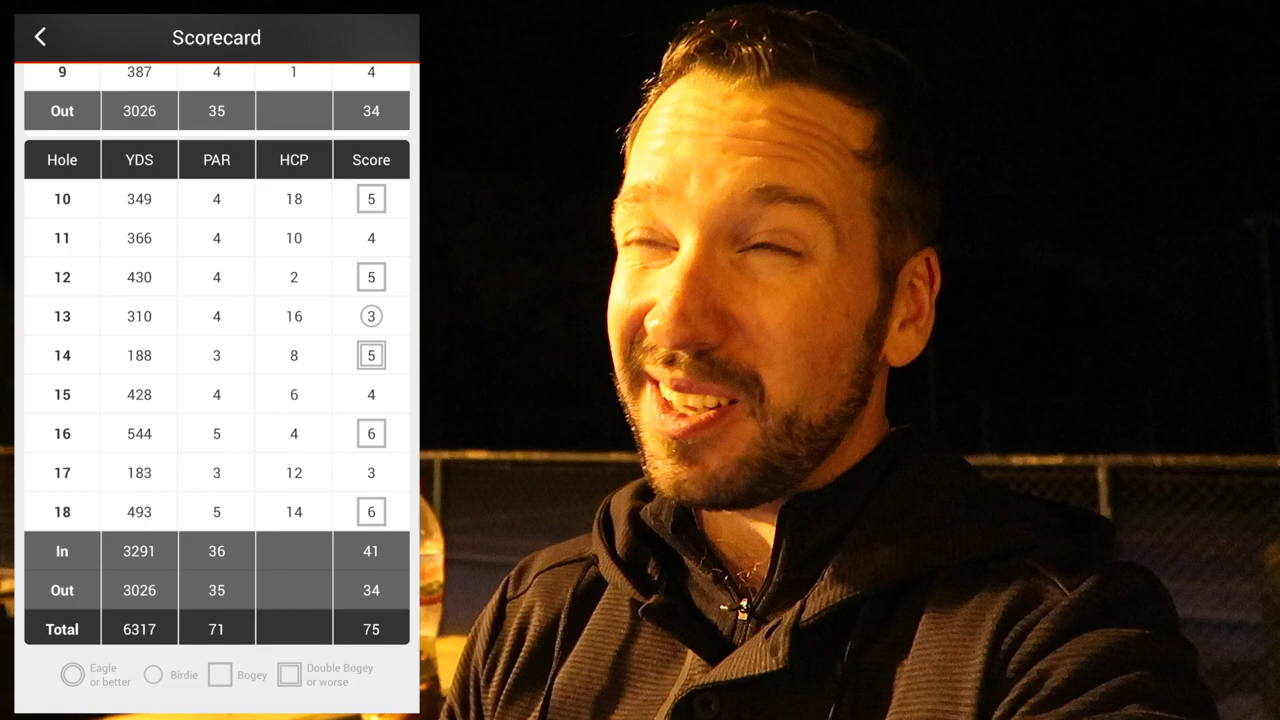 Scorecard
9 387 4 1 4
Out 3026 35 34
Hole YDS PAR HCP Score
10 349 4 18 5
11 366 4 10 4
12 430 4 2 5
13 310 4 16 3
14 188 3 8 5
15 428 4 6 4
16 544 5 4 6
17 183 3 12 3
18 493 5 14 6
In 3291 36 41
Out 3026 35 34
Total 6317 71 75
Eagle or better Birdie Bogey Double Bogey or worse